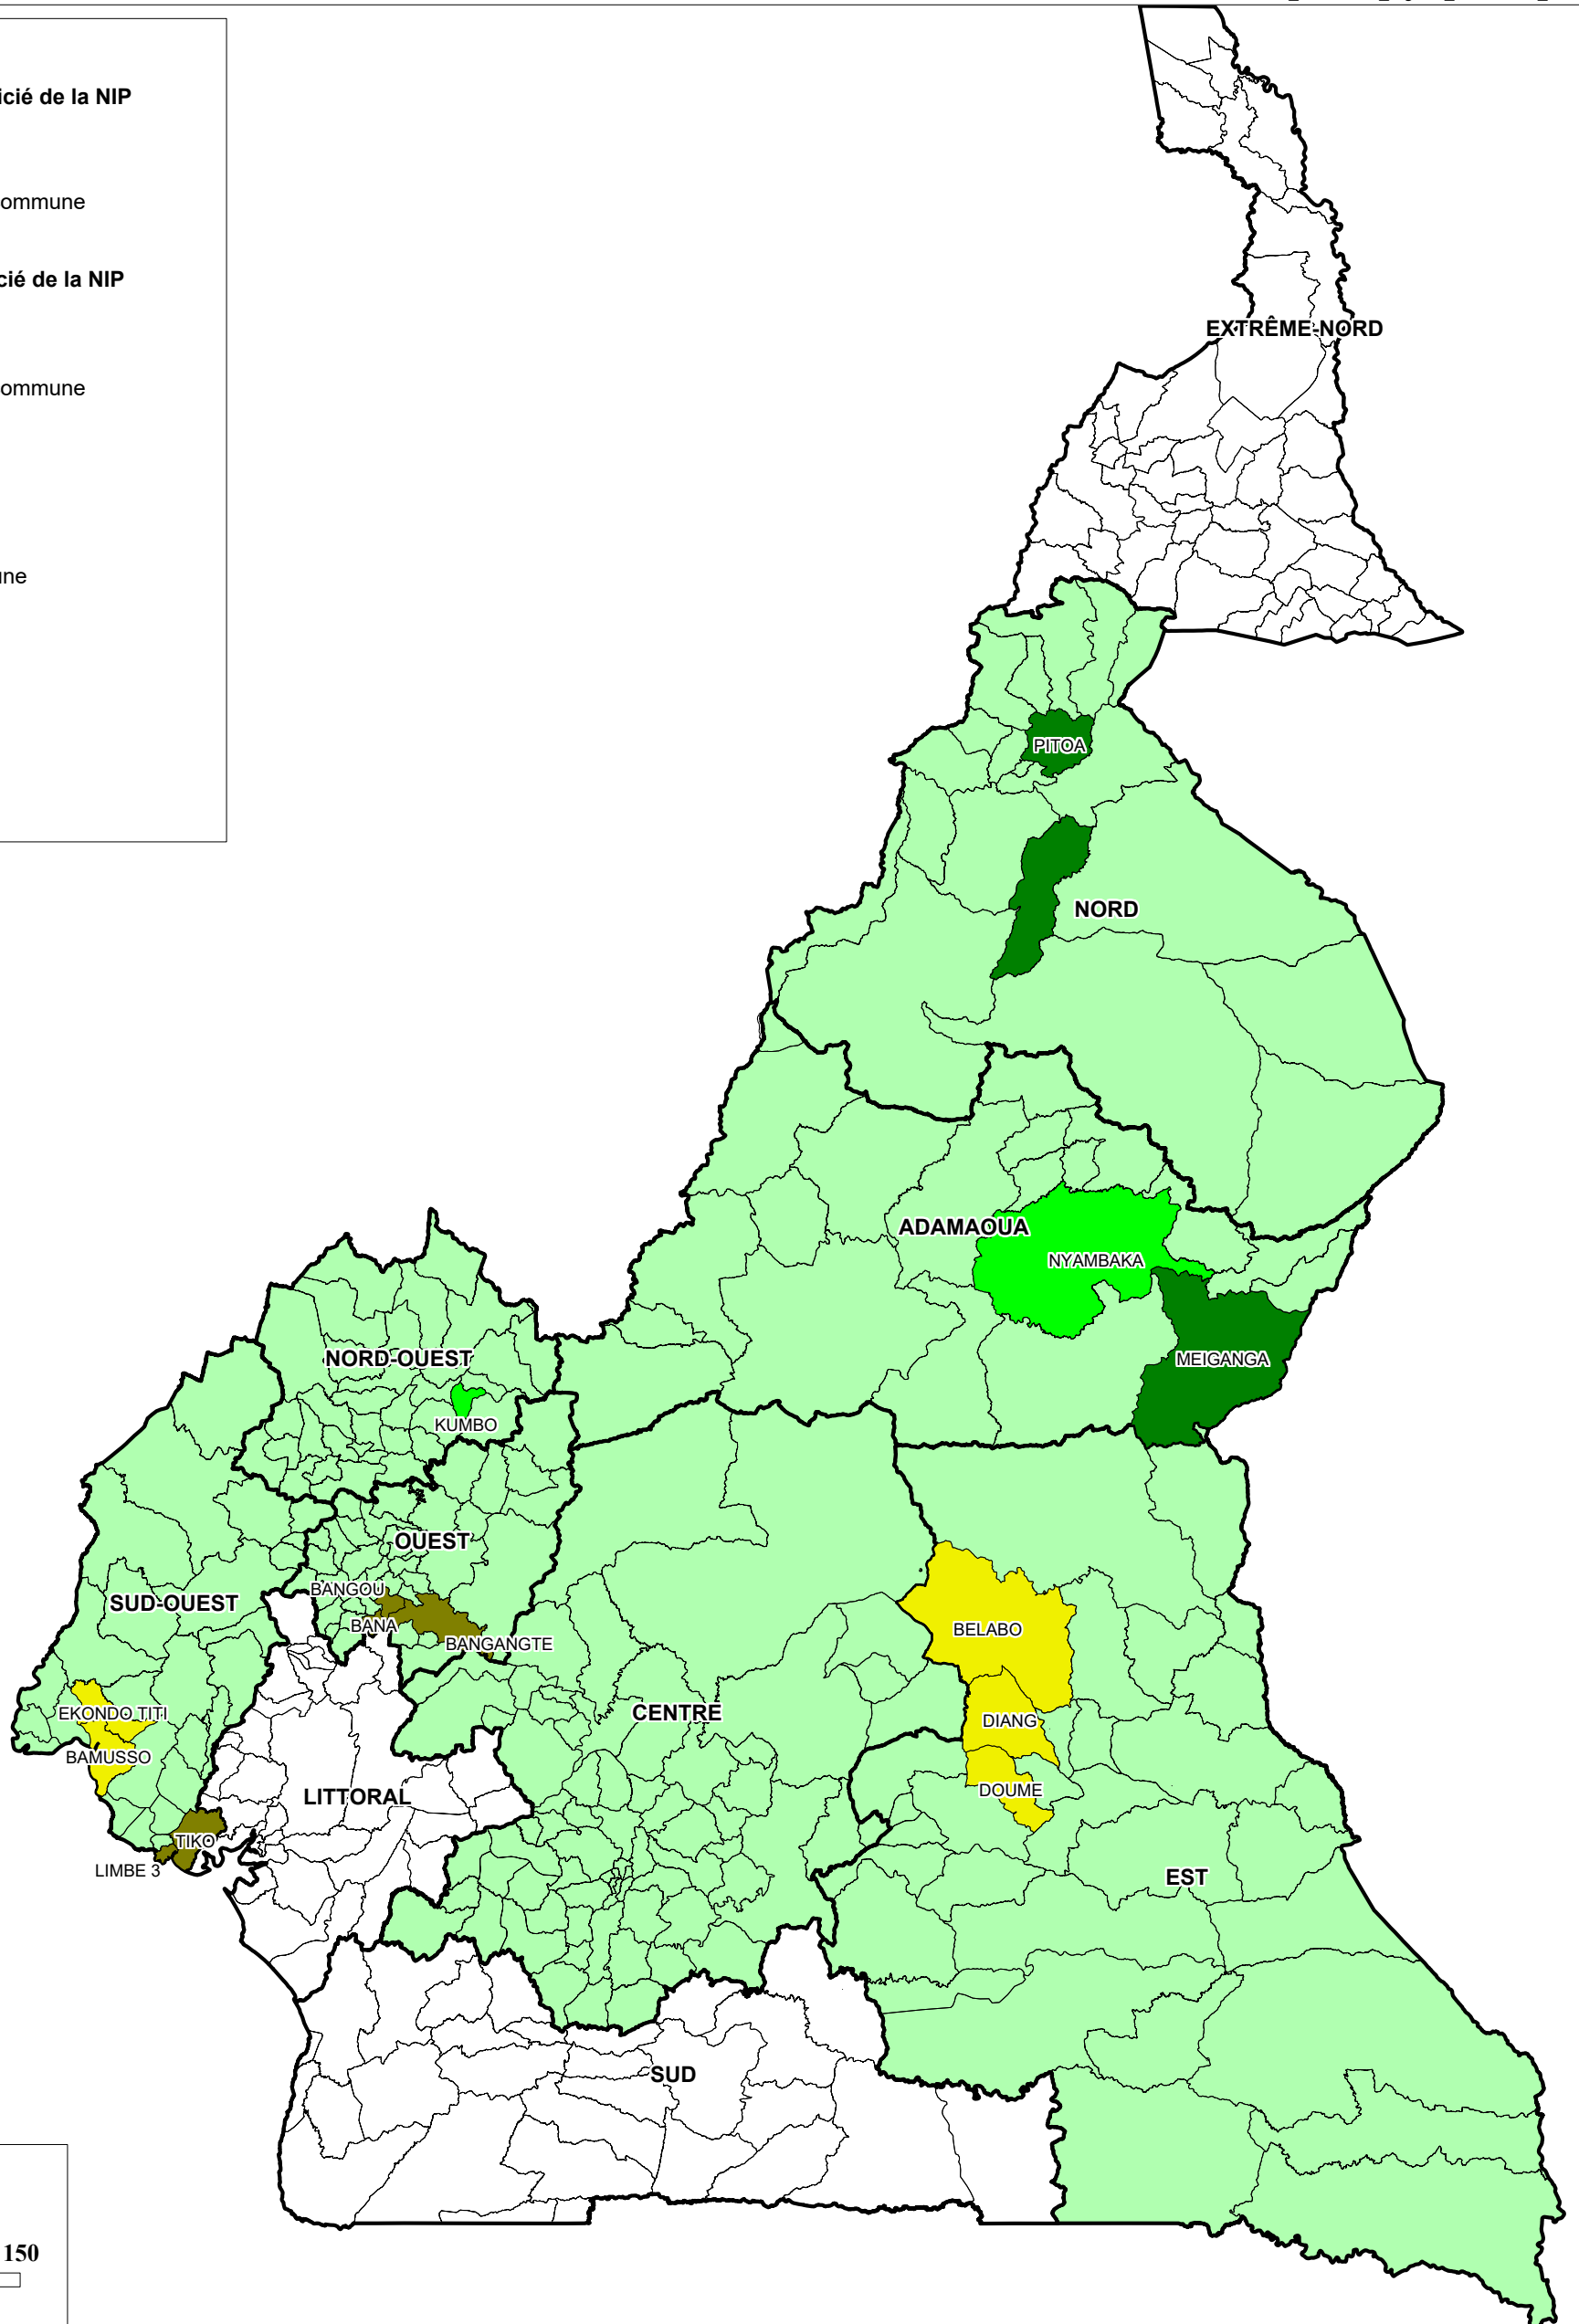 icié de la NIP
ommune
cié de la NIP
ommune
une
EXTRÊME-NORD
PITOA
NORD
ADAMAOUA
NYAMBAKA
MEIGANGA
NORD-OUEST
KUMBO
OUEST
BANGOU
SUD-OUEST
BANA
BANGANGTE
BELABO
EKONDO TITI
CENTRE
DIANG
BAMUSSO
DOUME
LITTORAL
TIKO
LIMBE 3
EST
SUD
150